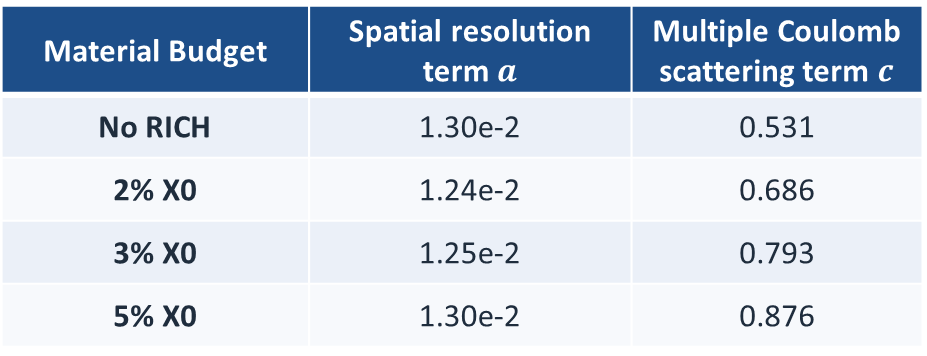 Material Budget
Spatial resolution
term a
Multiple Coulomb
scattering term c
No RICH
1.30e-2
0.531
2% X0
1.24e-2
0.686
3% X0
1.25e-2
0.793
5% X0
1.30e-2
0.876